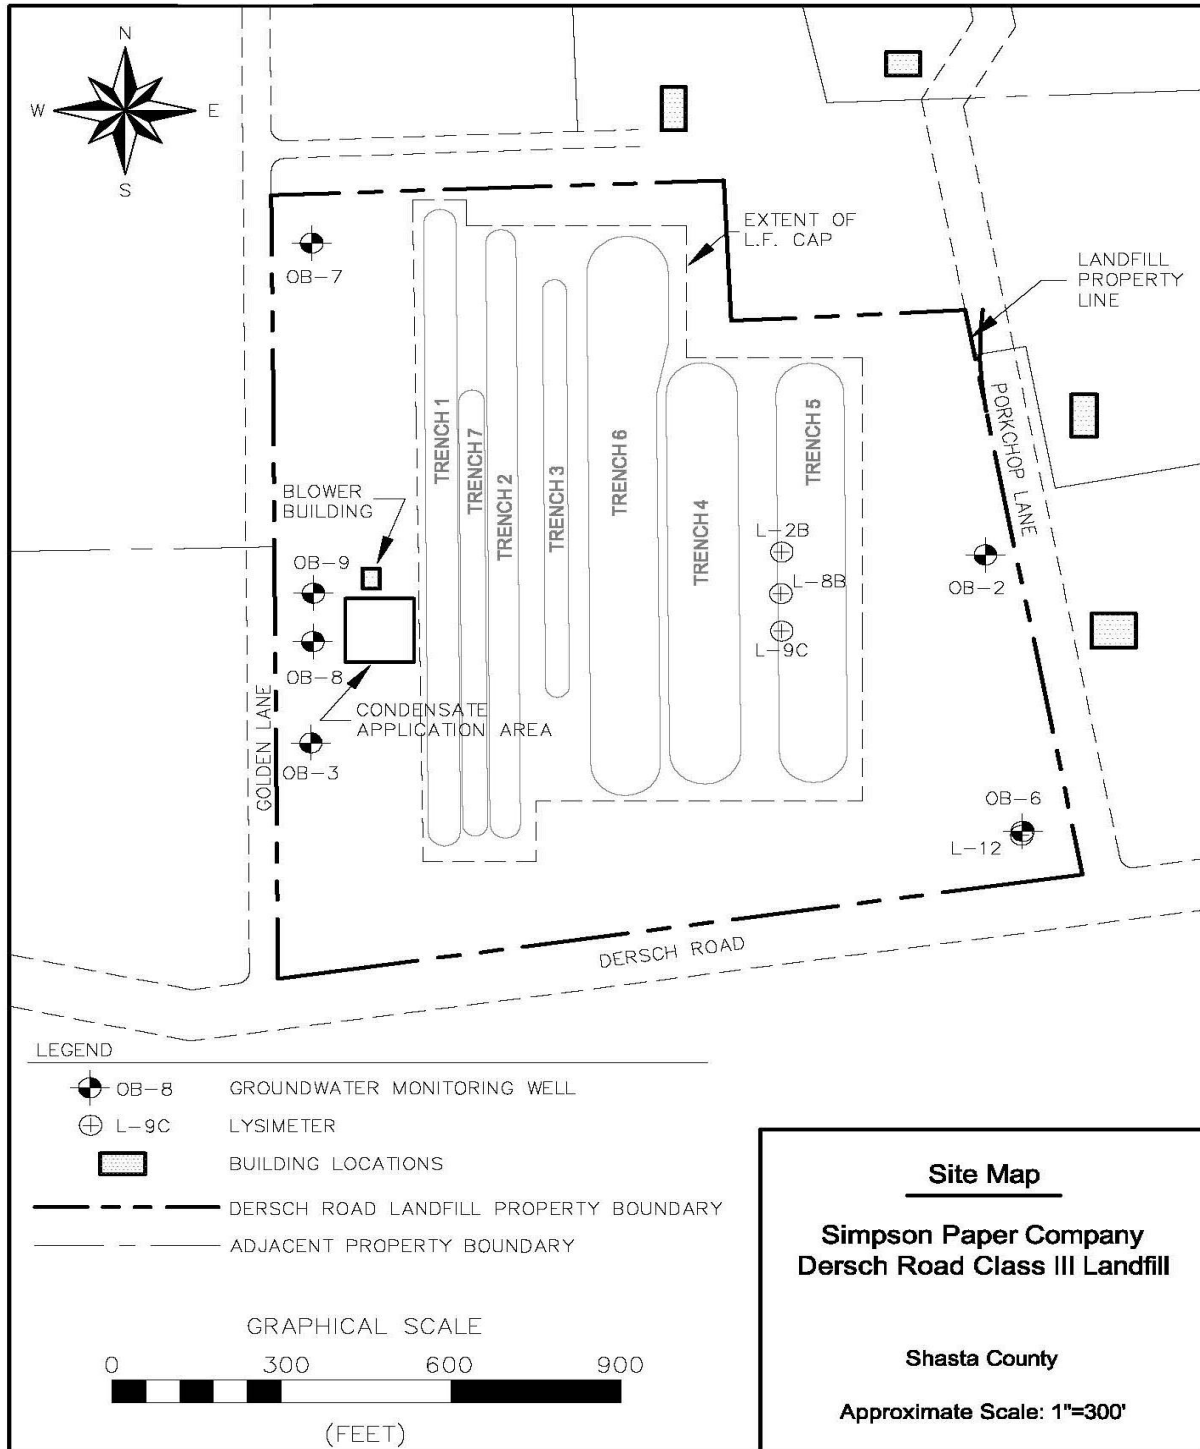 N
W
E
S
EXTENT OF
L.F. CAP
LANDFILL
PROPERTY
LINE
OB-7
TRENCH 1
TRENCH 7
TRENCH 2
TRENCH 3
TRENCH 6
TRENCH 4
TRENCH 5
PORKCHOP LANE
BLOWER
BUILDING
L-2B
OB-9
L-8B
OB-2
L-9C
OB-8
CONDENSATE
APPLICATION AREA
GOLDEN LANE
OB-3
OB-6
L-12
DERSCH ROAD
LEGEND
OB-8 GROUNDWATER MONITORING WELL
L-9C LYSIMETER
BUILDING LOCATIONS
DERSCH ROAD LANDFILL PROPERTY BOUNDARY
ADJACENT PROPERTY BOUNDARY
GRAPHICAL SCALE
0 300 600 900
(FEET)
Site Map
Simpson Paper Company
Dersch Road Class III Landfill
Shasta County
Approximate Scale: 1"=300'